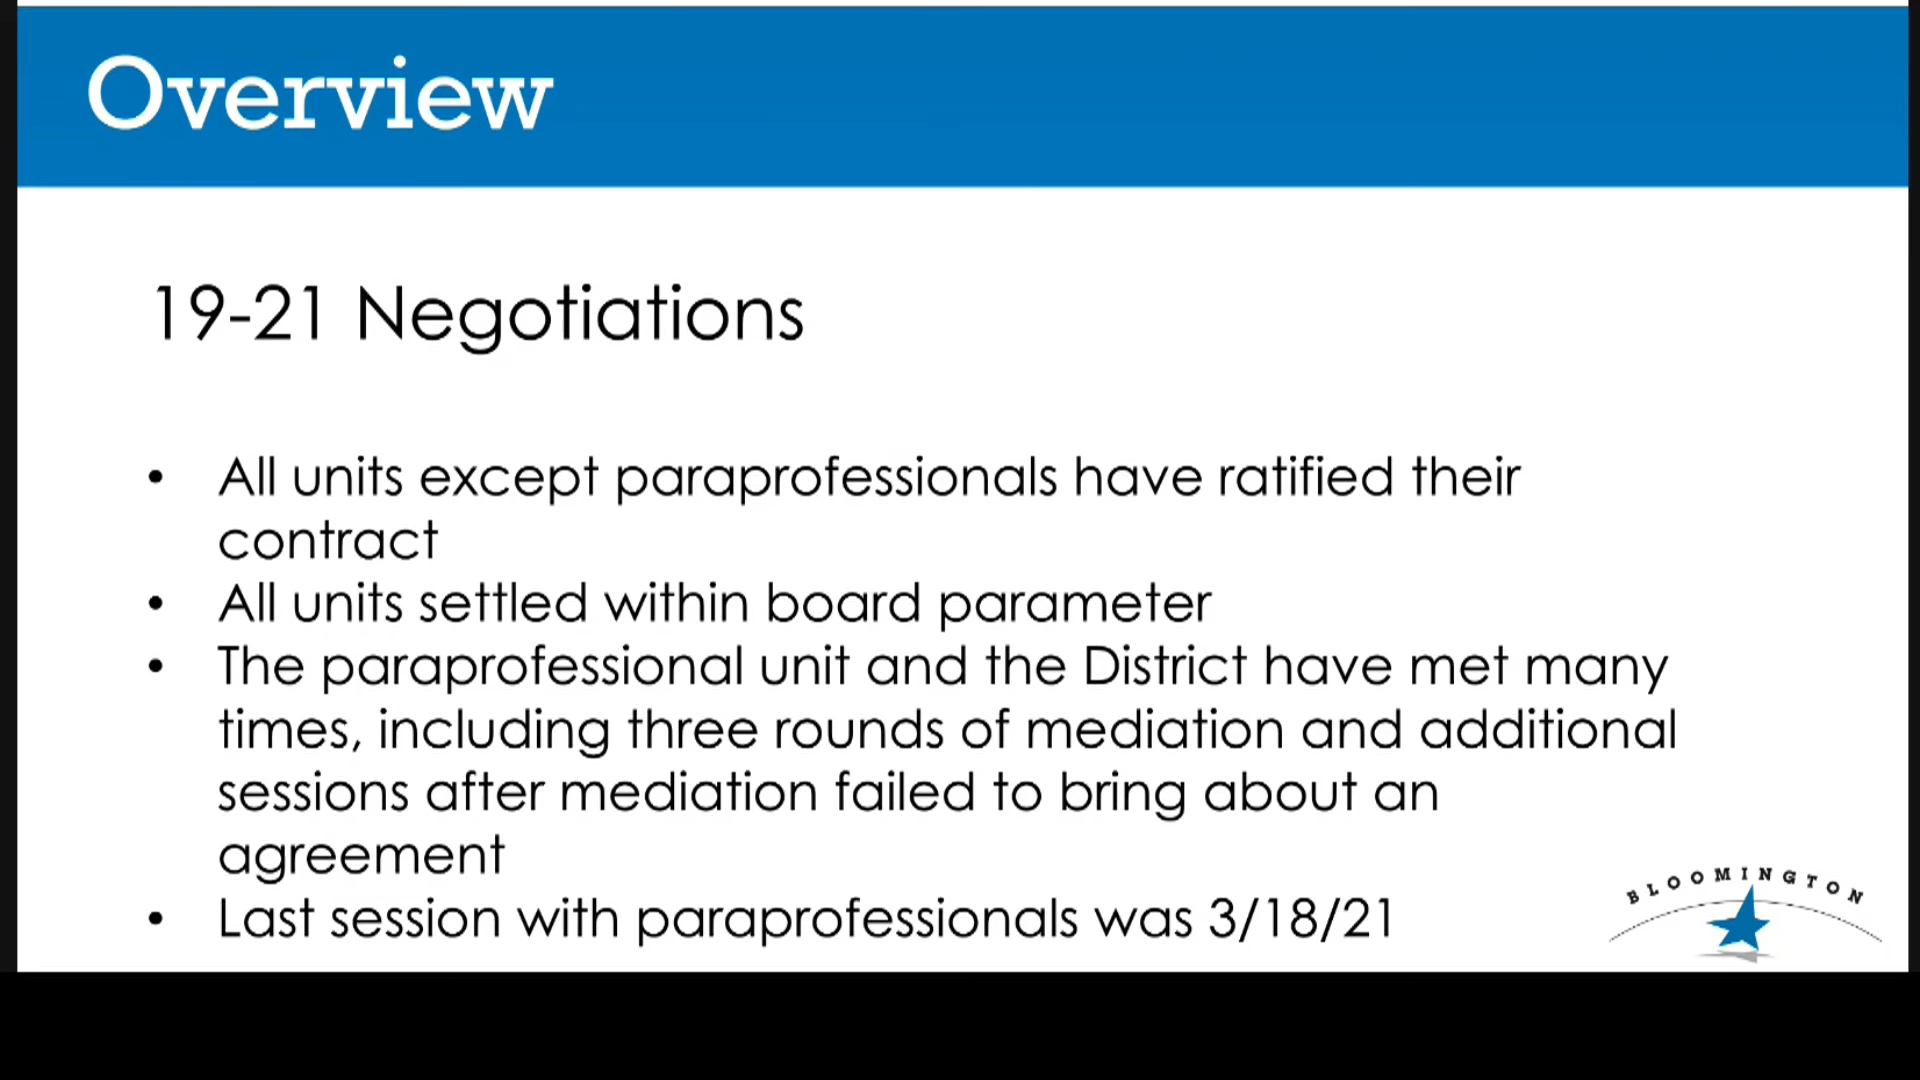 Overview
19-21 Negotiations
• All units except paraprofessionals have ratified their
contract
• All units settled within board parameter
• The paraprofessional unit and the District have met many
times, including three rounds of mediation and additional
sessions after mediation failed to bring about an
agreement
• Last session with paraprofessionals was 3/18/21
BLOOMINGTON